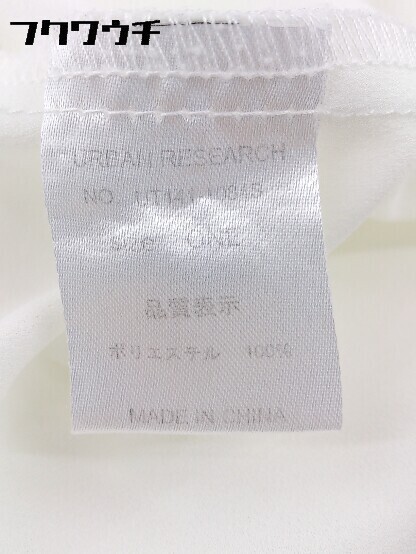 フクワウチ
URBAN RESEARCH
NO.
Size ONE
品質表示
ポリエステル 100%
MADE IN CHINA